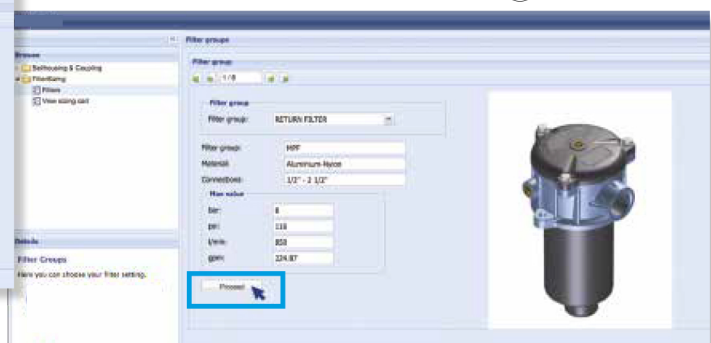 Filter groups
Browse
Bellhousing & Coupling
Filters
View sizing cart
Filter group
1/8
Filter group
Filter group: RETURN FILTER
Filter group: MPF
Material: Aluminium-Nylon
Connections: 1/2" - 2 1/2"
Max value
bar: 8
psi: 116
l/min: 850
gpm: 224.87
Proceed
Details
Filter Groups
Here you can choose your filter setting.